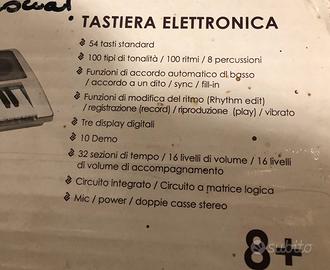 TASTIERA ELETTRONICA
54 tasti standard
100 tipi di tonalità / 100 ritmi / 8 percussioni
Funzioni di accordo automatico di basso
/ accordo a un dito / sync / fill-in
Funzioni di modifica del ritmo (Rhythm edit)
/ registrazione (record) / riproduzione (play) / vibrato
Tre display digitali
10 Demo
32 sezioni di tempo / 16 livelli di volume / 16 livelli
di volume di accompagnamento
Circuito integrato / Circuito a matrice logica
Mic / power / doppie casse stereo
8+
subito